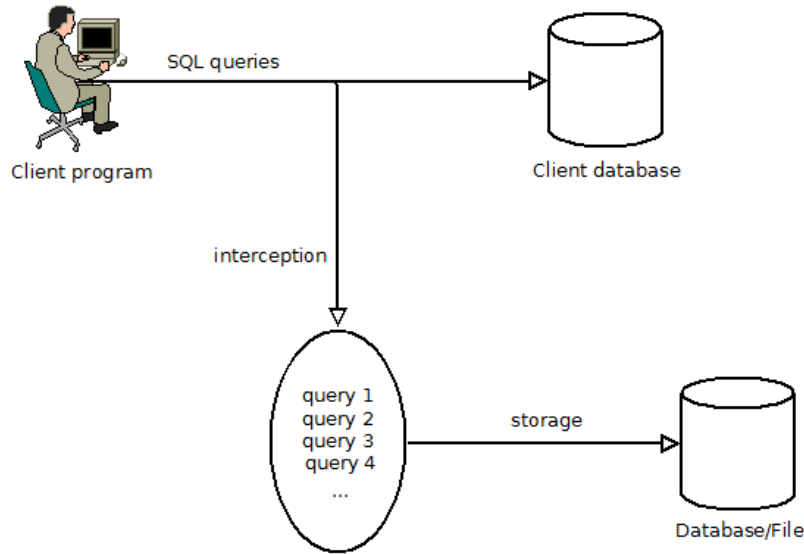 SQL queries
Client program
Client database
interception
query 1
query 2
query 3
query 4
...
storage
Database/File